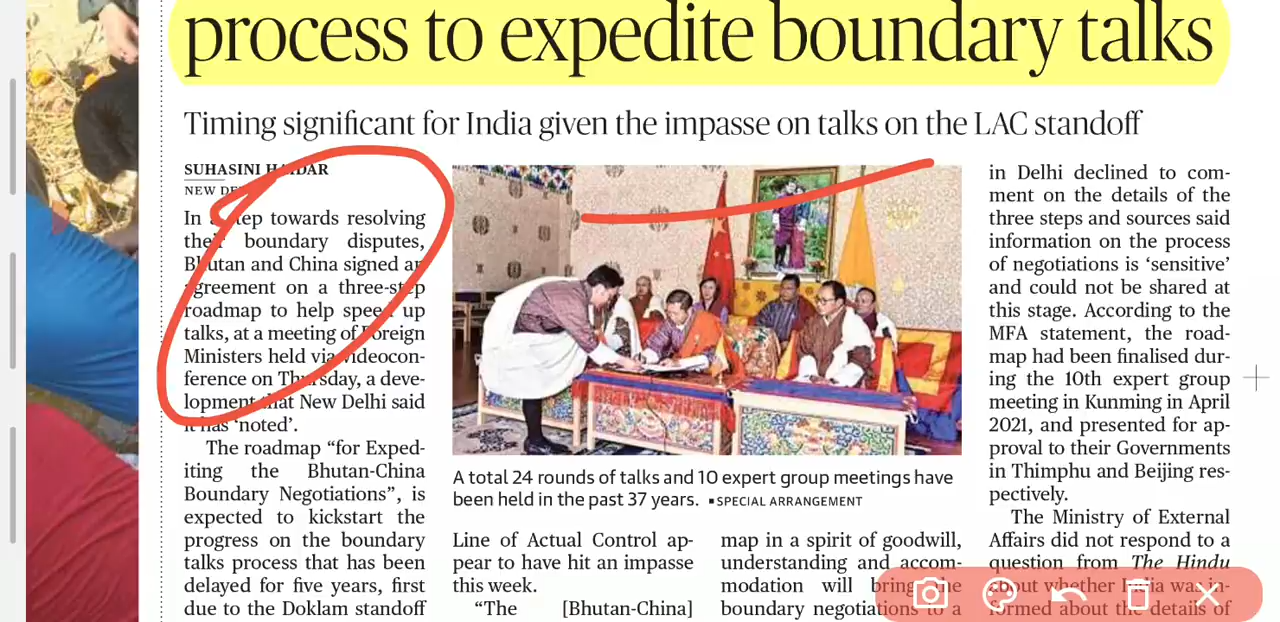 process to expedite boundary talks
Timing significant for India given the impasse on talks on the LAC standoff
SUHASINI HAIDAR
NEW DELHI
In a step towards resolving
their boundary disputes,
Bhutan and China signed an
agreement on a three-step
roadmap to help speed up
talks, at a meeting of Foreign
Ministers held via videocon-
ference on Thursday, a deve-
lopment that New Delhi said
it has ‘noted’.
The roadmap “for Exped-
iting the Bhutan-China
Boundary Negotiations”, is
expected to kickstart the
progress on the boundary
talks process that has been
delayed for five years, first
due to the Doklam standoff
A total 24 rounds of talks and 10 expert group meetings have
been held in the past 37 years. ▪SPECIAL ARRANGEMENT
Line of Actual Control ap-
pear to have hit an impasse
this week.
“The [Bhutan-China]
map in a spirit of goodwill,
understanding and accom-
modation will bring the
boundary negotiations to a
in Delhi declined to com-
ment on the details of the
three steps and sources said
information on the process
of negotiations is ‘sensitive’
and could not be shared at
this stage. According to the
MFA statement, the road-
map had been finalised dur-
ing the 10th expert group
meeting in Kunming in April
2021, and presented for ap-
proval to their Governments
in Thimphu and Beijing res-
pectively.
The Ministry of External
Affairs did not respond to a
question from The Hindu
about whether India was in-
formed about the details of